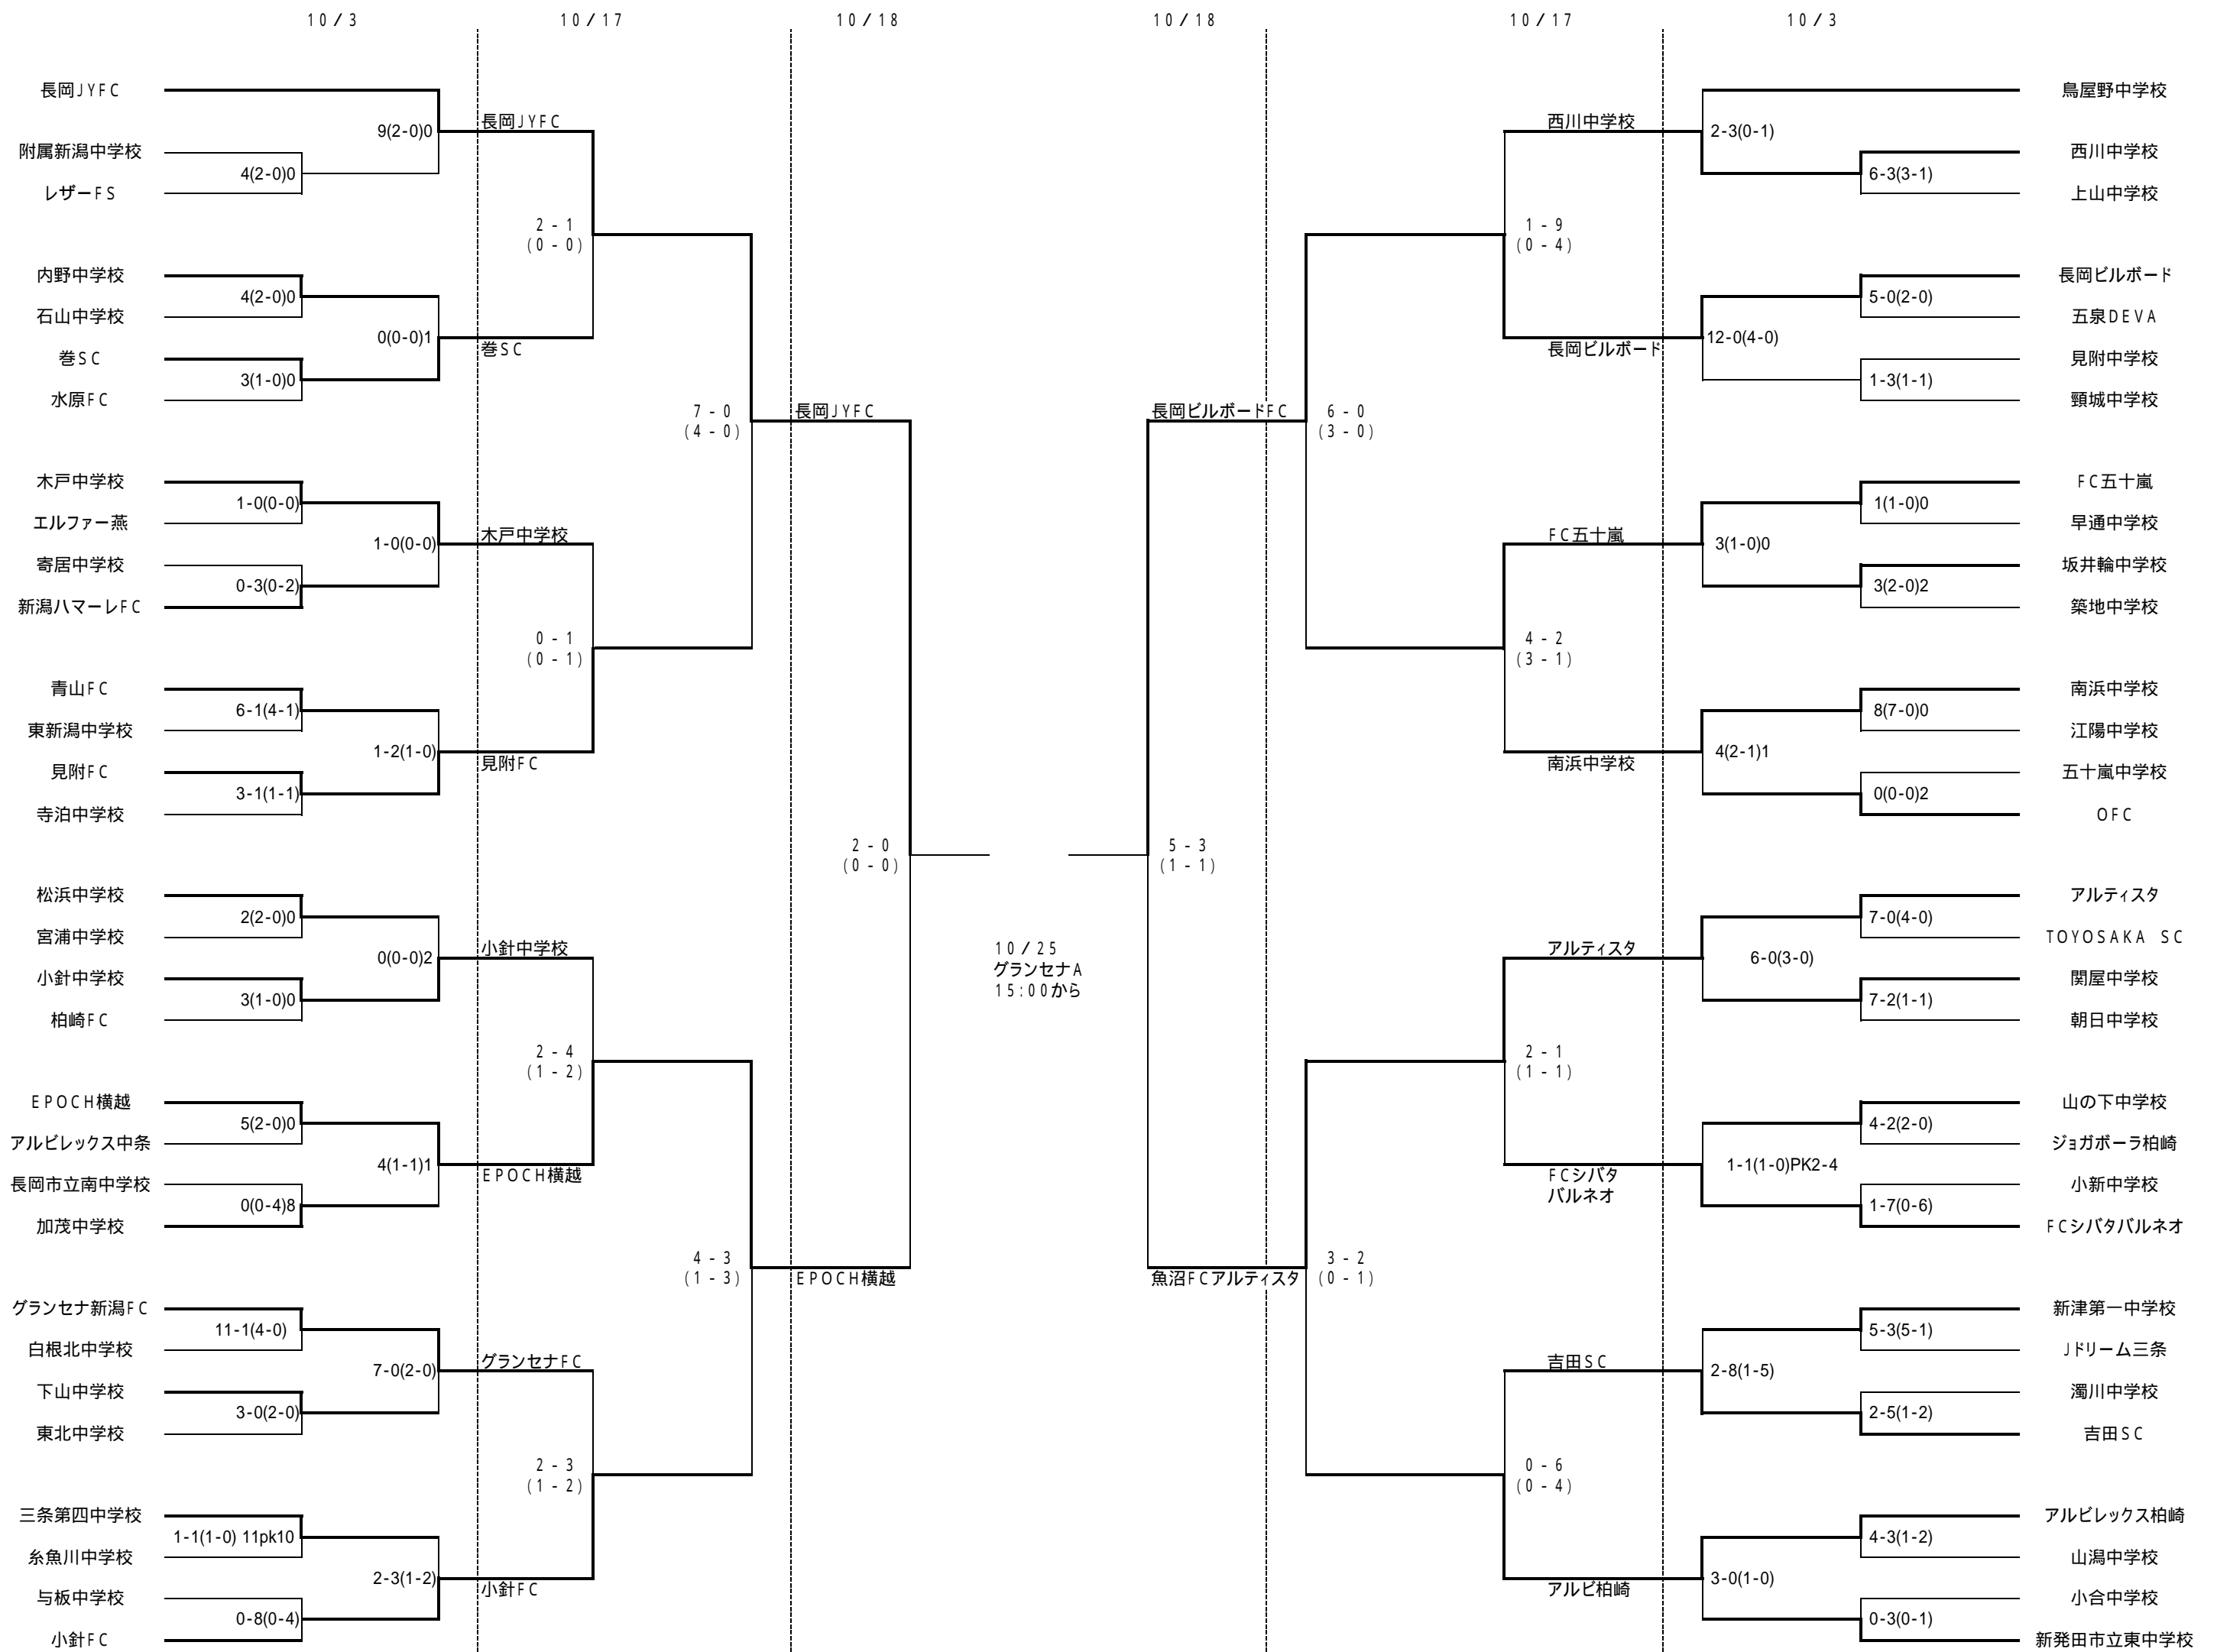 10/3
10/17
10/18
10/18
10/17
10/3
長岡JYFC
附属新潟中学校
レザーFS
内野中学校
石山中学校
巻SC
水原FC
木戸中学校
エルファー燕
寄居中学校
新潟ハマーレFC
青山FC
東新潟中学校
見附FC
寺泊中学校
松浜中学校
宮浦中学校
小針中学校
柏崎FC
EPOCH横越
アルビレックス中条
長岡市立南中学校
加茂中学校
グランセナ新潟FC
白根北中学校
下山中学校
東北中学校
三条第四中学校
糸魚川中学校
与板中学校
小針FC
4(2-0)0
4(2-0)0
3(1-0)0
1-0(0-0)
0-3(0-2)
6-1(4-1)
3-1(1-1)
2(2-0)0
3(1-0)0
5(2-0)0
0(0-4)8
11-1(4-0)
3-0(2-0)
1-1(1-0) 11pk10
0-8(0-4)
9(2-0)0
0(0-0)1
1-0(0-0)
1-2(1-0)
0(0-0)2
4(1-1)1
7-0(2-0)
2-3(1-2)
長岡JYFC
巻SC
木戸中学校
見附FC
小針中学校
EPOCH横越
グランセナFC
小針FC
2-1
(0-0)
0-1
(0-1)
2-4
(1-2)
2-3
(1-2)
7-0
(4-0)
4-3
(1-3)
長岡JYFC
EPOCH横越
2-0
(0-0)
10/25
グランセナA
15:00から
5-3
(1-1)
長岡ビルボードFC
魚沼FCアルティスタ
6-0
(3-0)
3-2
(0-1)
1-9
(0-4)
4-2
(3-1)
2-1
(1-1)
0-6
(0-4)
西川中学校
長岡ビルボード
FC五十嵐
南浜中学校
アルティスタ
FCシバタ
バルネオ
吉田SC
アルビ柏崎
2-3(0-1)
12-0(4-0)
3(1-0)0
4(2-1)1
6-0(3-0)
1-1(1-0)PK2-4
2-8(1-5)
3-0(1-0)
6-3(3-1)
5-0(2-0)
1-3(1-1)
1(1-0)0
3(2-0)2
8(7-0)0
0(0-0)2
7-0(4-0)
7-2(1-1)
4-2(2-0)
1-7(0-6)
5-3(5-1)
2-5(1-2)
4-3(1-2)
0-3(0-1)
鳥屋野中学校
西川中学校
上山中学校
長岡ビルボード
五泉DEVA
見附中学校
頸城中学校
FC五十嵐
早通中学校
坂井輪中学校
築地中学校
南浜中学校
江陽中学校
五十嵐中学校
OFC
アルティスタ
TOYOSAKA SC
関屋中学校
朝日中学校
山の下中学校
ジョガボーラ柏崎
小新中学校
FCシバタバルネオ
新津第一中学校
Jドリーム三条
濁川中学校
吉田SC
アルビレックス柏崎
山潟中学校
小合中学校
新発田市立東中学校